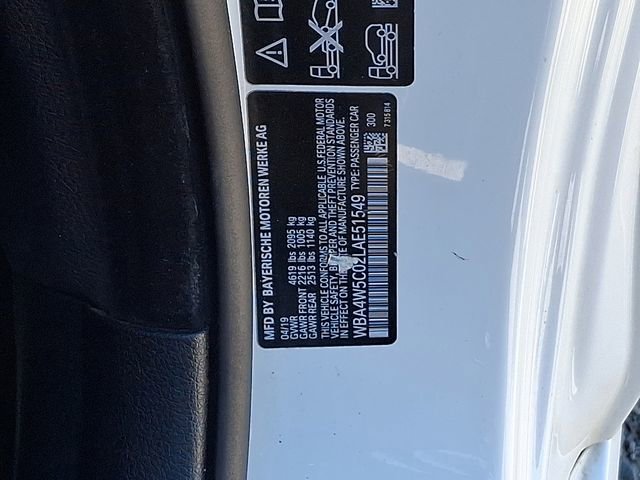 MFD BY BAYERISCHE MOTOREN WERKE AG
04/19
GVWR 4619 lbs 2095 kg
GAWR FRONT 2216 lbs 1005 kg
GAWR REAR 2513 lbs 1140 kg
THIS VEHICLE CONFORMS TO ALL APPLICABLE U.S.FEDERAL MOTOR
VEHICLE SAFETY, BUMPER, AND THEFT PREVENTION STANDARDS
IN EFFECT ON THE DATE OF MANUFACTURE SHOWN ABOVE.
WBA4W5C02LAE51549 TYPE: PASSENGER CAR
300
7315814